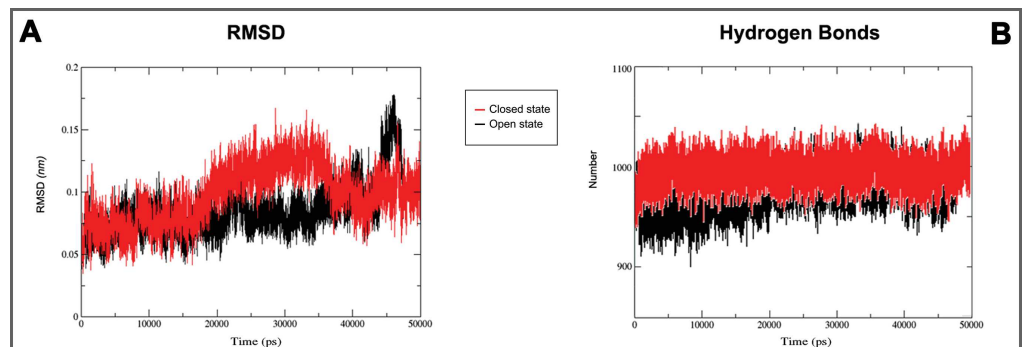 A
RMSD
0.2
0.15
0.1
0.05
0
RMSD (nm)
0 10000 20000 30000 40000 50000
Time (ps)
Closed state
Open state
Hydrogen Bonds
B
1100
1000
900
Number
0 10000 20000 30000 40000 50000
Time (ps)